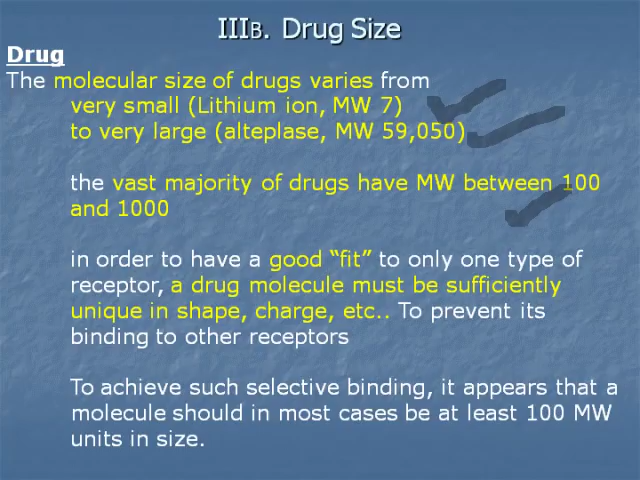 IIIB. Drug Size
Drug
The molecular size of drugs varies from
very small (Lithium ion, MW 7)
to very large (alteplase, MW 59,050)
the vast majority of drugs have MW between 100
and 1000
in order to have a good “fit” to only one type of
receptor, a drug molecule must be sufficiently
unique in shape, charge, etc.. To prevent its
binding to other receptors
To achieve such selective binding, it appears that a
molecule should in most cases be at least 100 MW
units in size.